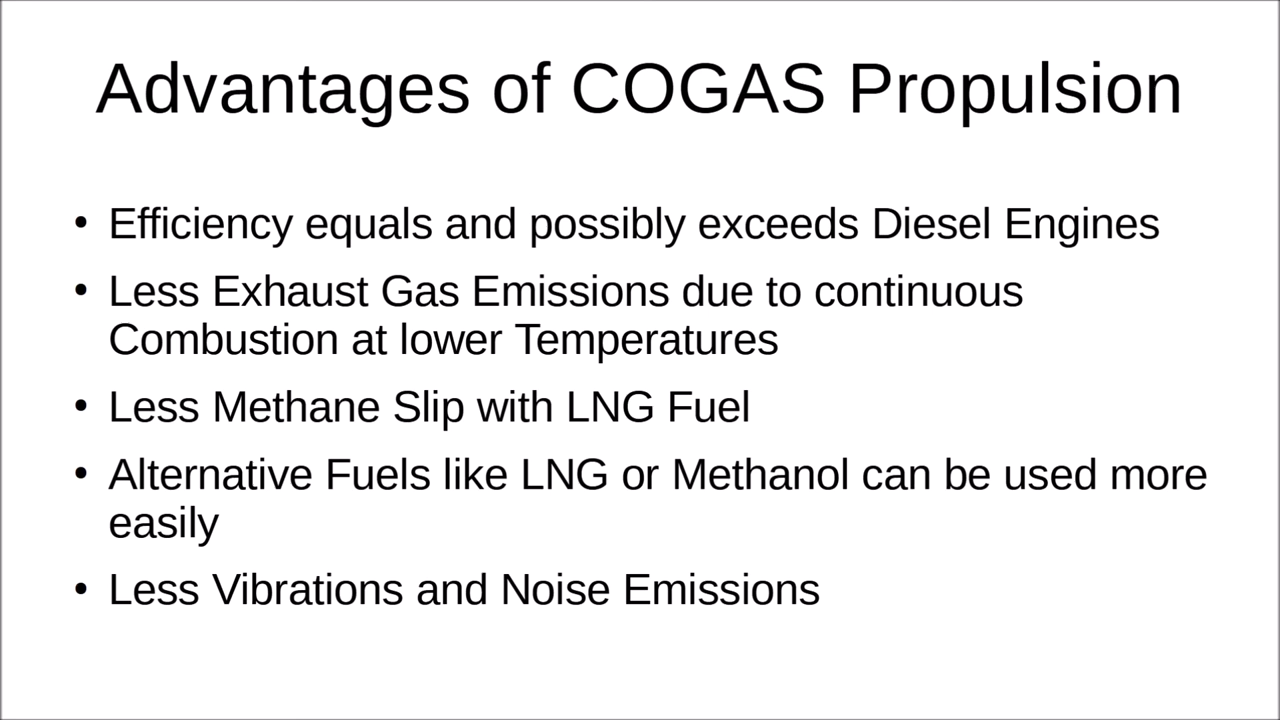 Advantages of COGAS Propulsion
• Efficiency equals and possibly exceeds Diesel Engines
• Less Exhaust Gas Emissions due to continuous
Combustion at lower Temperatures
• Less Methane Slip with LNG Fuel
• Alternative Fuels like LNG or Methanol can be used more
easily
• Less Vibrations and Noise Emissions